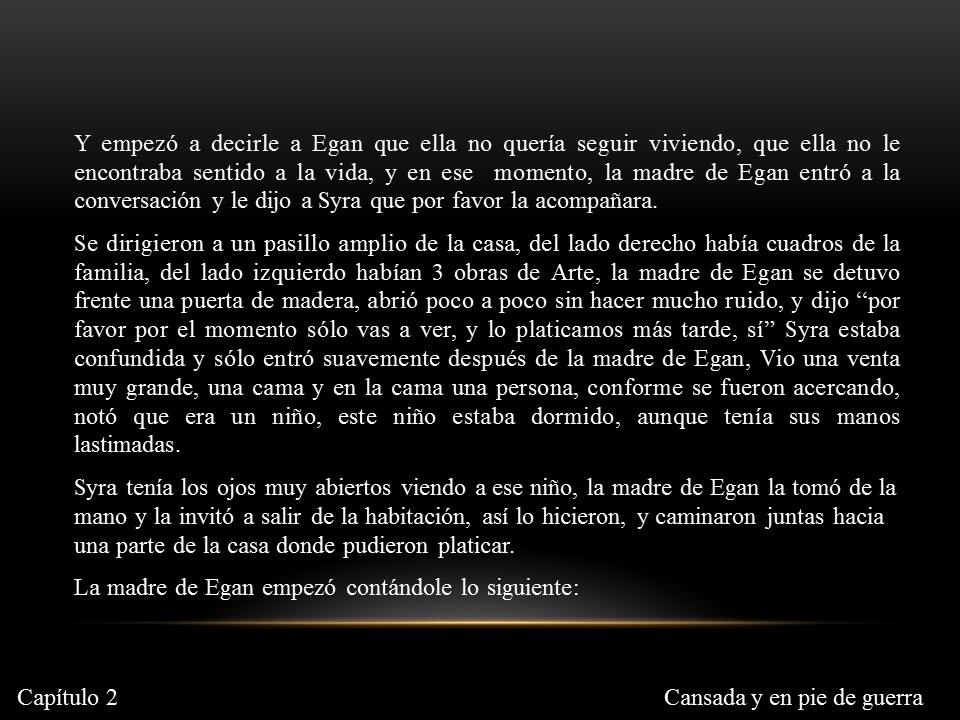 Y empezó a decirle a Egan que ella no quería seguir viviendo, que ella no le
encontraba sentido a la vida, y en ese momento, la madre de Egan entró a la
conversación y le dijo a Syra que por favor la acompañara.
Se dirigieron a un pasillo amplio de la casa, del lado derecho había cuadros de la
familia, del lado izquierdo habían 3 obras de Arte, la madre de Egan se detuvo
frente una puerta de madera, abrió poco a poco sin hacer mucho ruido, y dijo “por
favor por el momento sólo vas a ver, y lo platicamos más tarde, sí” Syra estaba
confundida y sólo entró suavemente después de la madre de Egan, Vio una venta
muy grande, una cama y en la cama una persona, conforme se fueron acercando,
notó que era un niño, este niño estaba dormido, aunque tenía sus manos
lastimadas.
Syra tenía los ojos muy abiertos viendo a ese niño, la madre de Egan la tomó de la
mano y la invitó a salir de la habitación, así lo hicieron, y caminaron juntas hacia
una parte de la casa donde pudieron platicar.
La madre de Egan empezó contándole lo siguiente:
Capítulo 2
Cansada y en pie de guerra